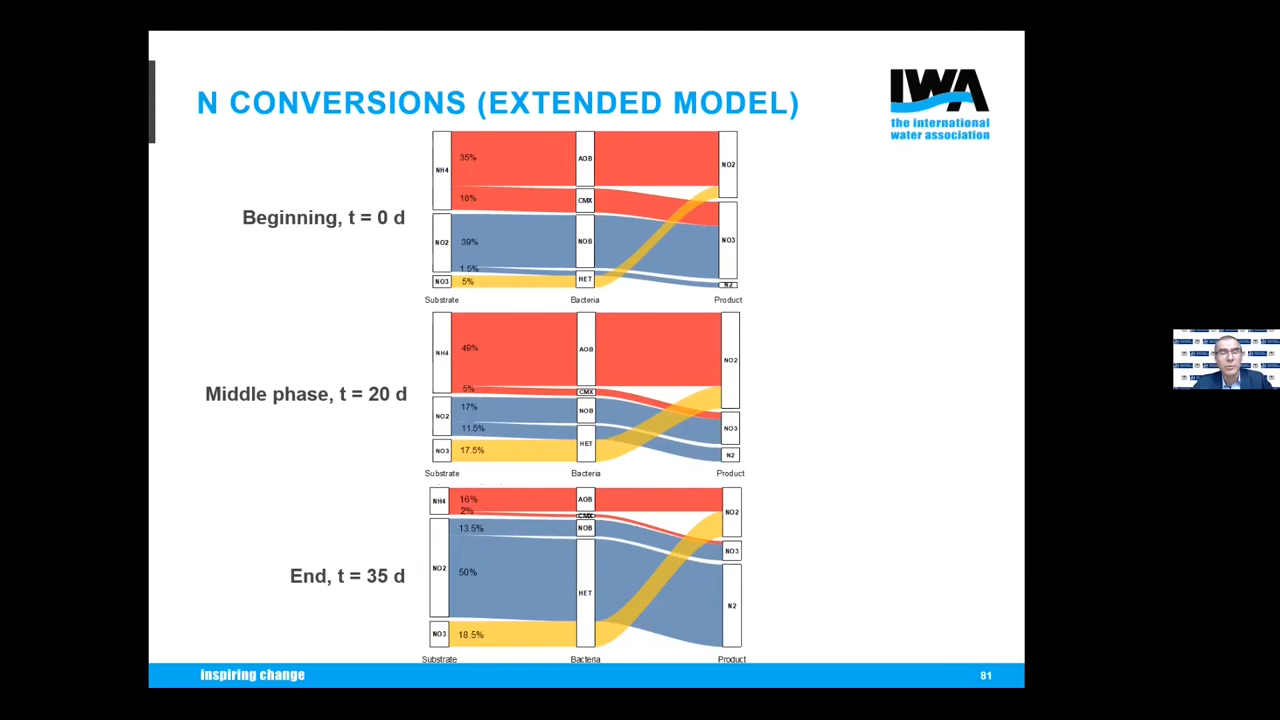 N CONVERSIONS (EXTENDED MODEL)
IWA
the international
water association
Beginning, t = 0 d
NH4
35%
AOB
NO2
18%
CMX
NO2
39%
NOB
NO3
1.5%
NO3
5%
HET
N2
Substrate
Bacteria
Product
Middle phase, t = 20 d
NH4
49%
AOB
NO2
5%
CMX
NO2
17%
NOB
NO3
11.5%
NO3
17.5%
HET
N2
Substrate
Bacteria
Product
End, t = 35 d
NH4
16%
AOB
NO2
2%
CMX
13.5%
NOB
NO3
NO2
50%
HET
N2
NO3
18.5%
Substrate
Bacteria
Product
inspiring change
81